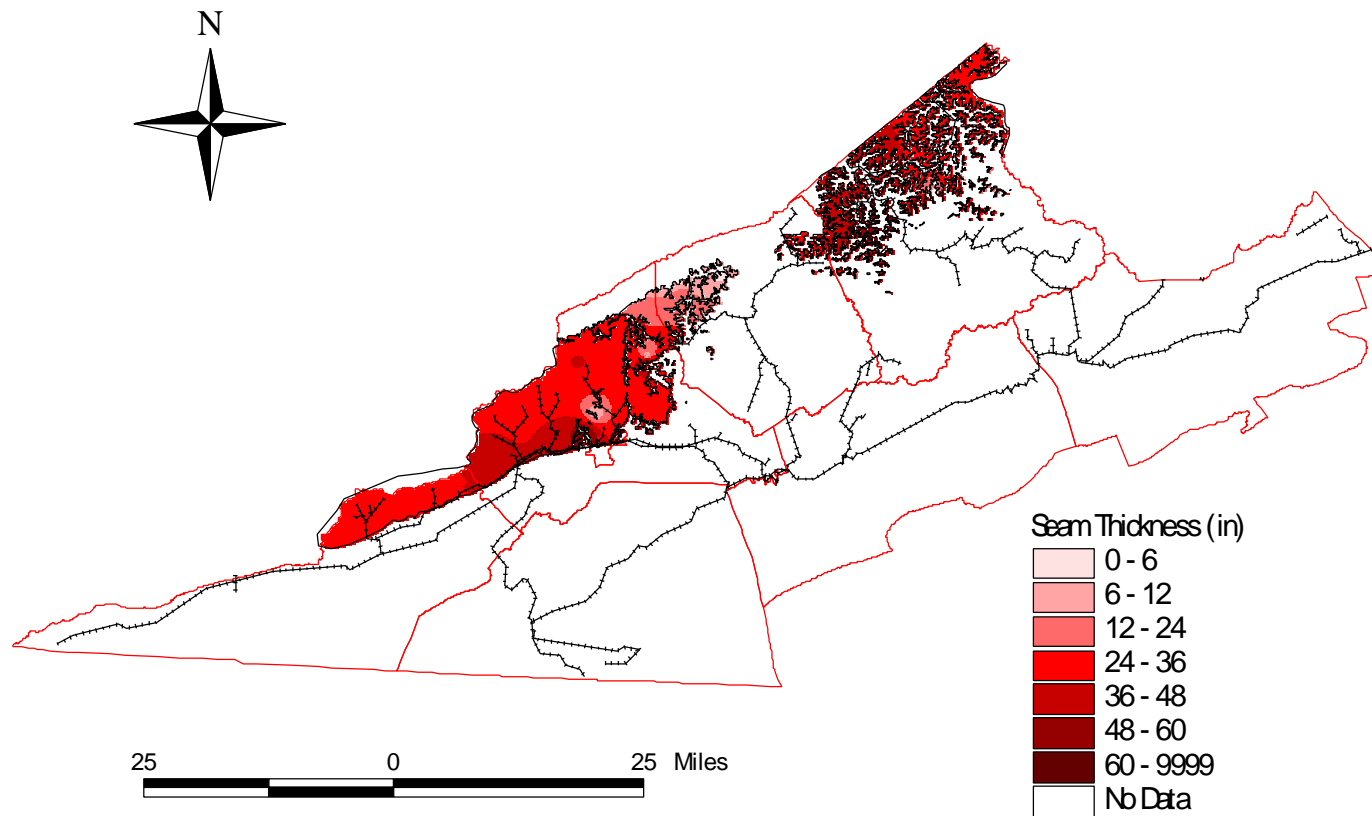 N
Seam Thickness (in)
0 - 6
6 - 12
12 - 24
24 - 36
36 - 48
48 - 60
60 - 9999
No Data
25 0 25 Miles